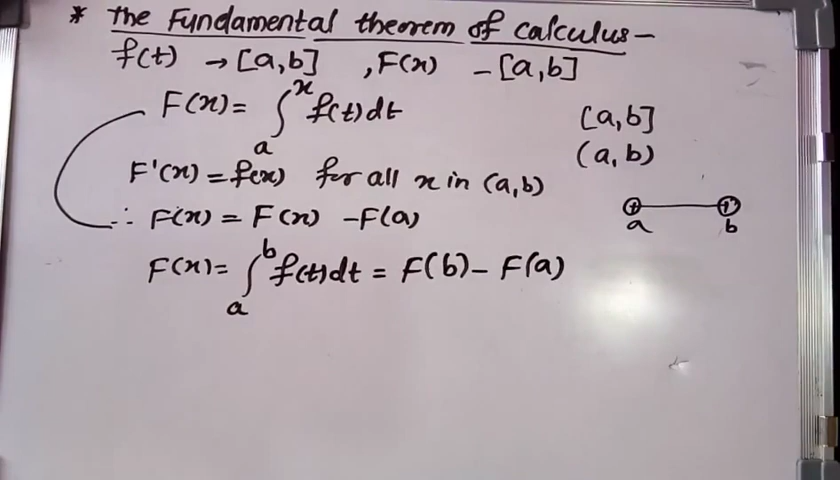 * The Fundamental theorem of calculus -
f(t) → [a,b] , F(x) - [a,b]
F(x) = ∫ₐˣ f(t) dt
[a,b]
(a,b)
F'(x) = f(x) for all x in (a,b)
∴ F(x) = F(x) - F(a)
a b
F(x) = ∫ₐᵇ f(t) dt = F(b) - F(a)